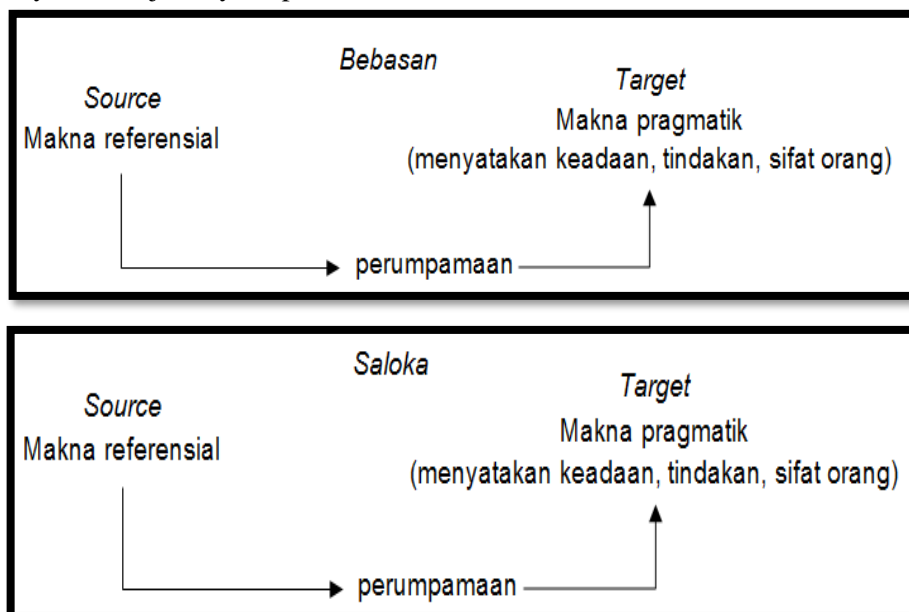 Bebasan
Source
Target
Makna referensial
Makna pragmatik
(menyatakan keadaan, tindakan, sifat orang)
perumpamaan
Saloka
Source
Target
Makna referensial
Makna pragmatik
(menyatakan keadaan, tindakan, sifat orang)
perumpamaan